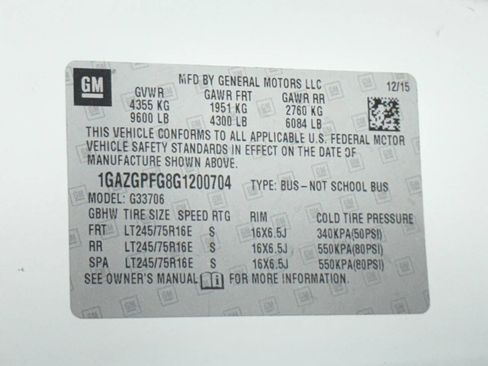 GM
MFD BY GENERAL MOTORS LLC
12/15
GVWR GAWR FRT GAWR RR
4355 KG 1951 KG 2760 KG
9600 LB 4300 LB 6084 LB
THIS VEHICLE CONFORMS TO ALL APPLICABLE U.S. FEDERAL MOTOR
VEHICLE SAFETY STANDARDS IN EFFECT ON THE DATE OF
MANUFACTURE SHOWN ABOVE.
1GAZGPFG8G1200704 TYPE: BUS-NOT SCHOOL BUS
MODEL: G33706
GBHW TIRE SIZE SPEED RTG RIM COLD TIRE PRESSURE
FRT LT245/75R16E S 16X6.5J 340KPA(50PSI)
RR LT245/75R16E S 16X6.5J 550KPA(80PSI)
SPA LT245/75R16E S 16X6.5J 550KPA(80PSI)
SEE OWNER'S MANUAL FOR MORE INFORMATION